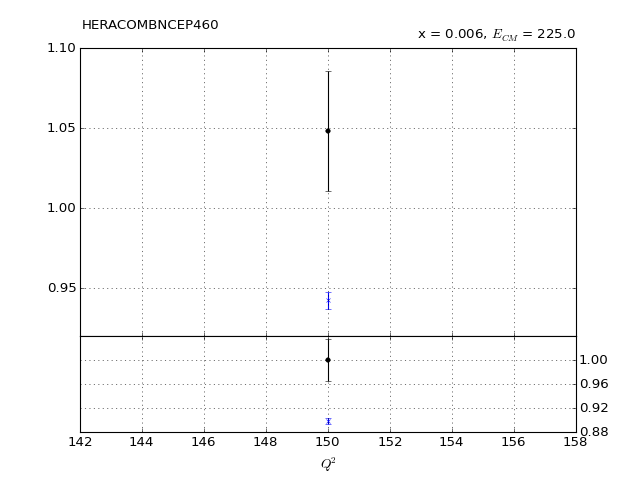 HERACOMBNCEP460
x = 0.006, E_CM = 225.0
1.10
1.05
1.00
0.95
1.00
0.96
0.92
0.88
142 144 146 148 150 152 154 156 158
Q²